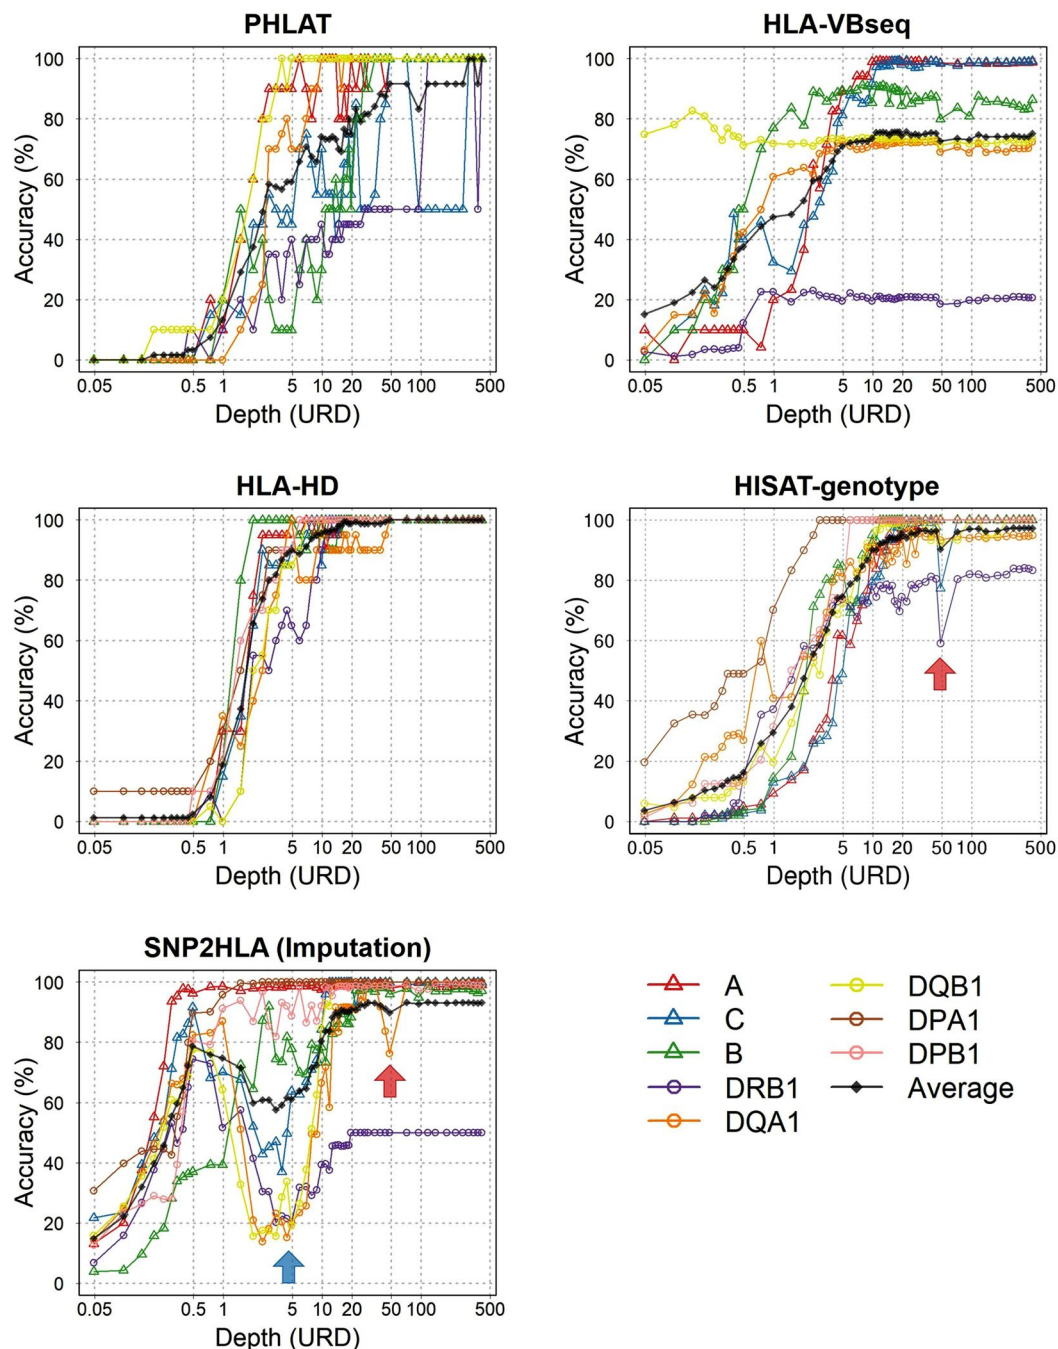 PHLAT
Accuracy (%)
100
80
60
40
20
0
0.05 0.5 1 5 10 20 50 100 500
Depth (URD)
HLA-VBseq
Accuracy (%)
100
80
60
40
20
0
0.05 0.5 1 5 10 20 50 100 500
Depth (URD)
HLA-HD
Accuracy (%)
100
80
60
40
20
0
0.05 0.5 1 5 10 20 50 100 500
Depth (URD)
HISAT-genotype
Accuracy (%)
100
80
60
40
20
0
0.05 0.5 1 5 10 20 50 100 500
Depth (URD)
SNP2HLA (Imputation)
Accuracy (%)
100
80
60
40
20
0
0.05 0.5 1 5 10 20 50 100 500
Depth (URD)
A
C
B
DRB1
DQA1
DQB1
DPA1
DPB1
Average